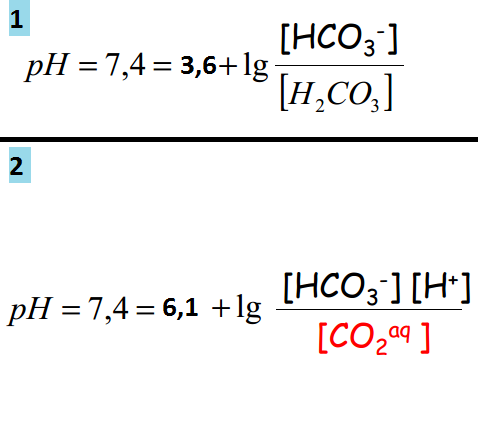 1
pH = 7,4 = 3,6 + lg [HCO₃⁻] / [H₂CO₃]
2
pH = 7,4 = 6,1 + lg [HCO₃⁻] [H⁺] / [CO₂ᵃq ]